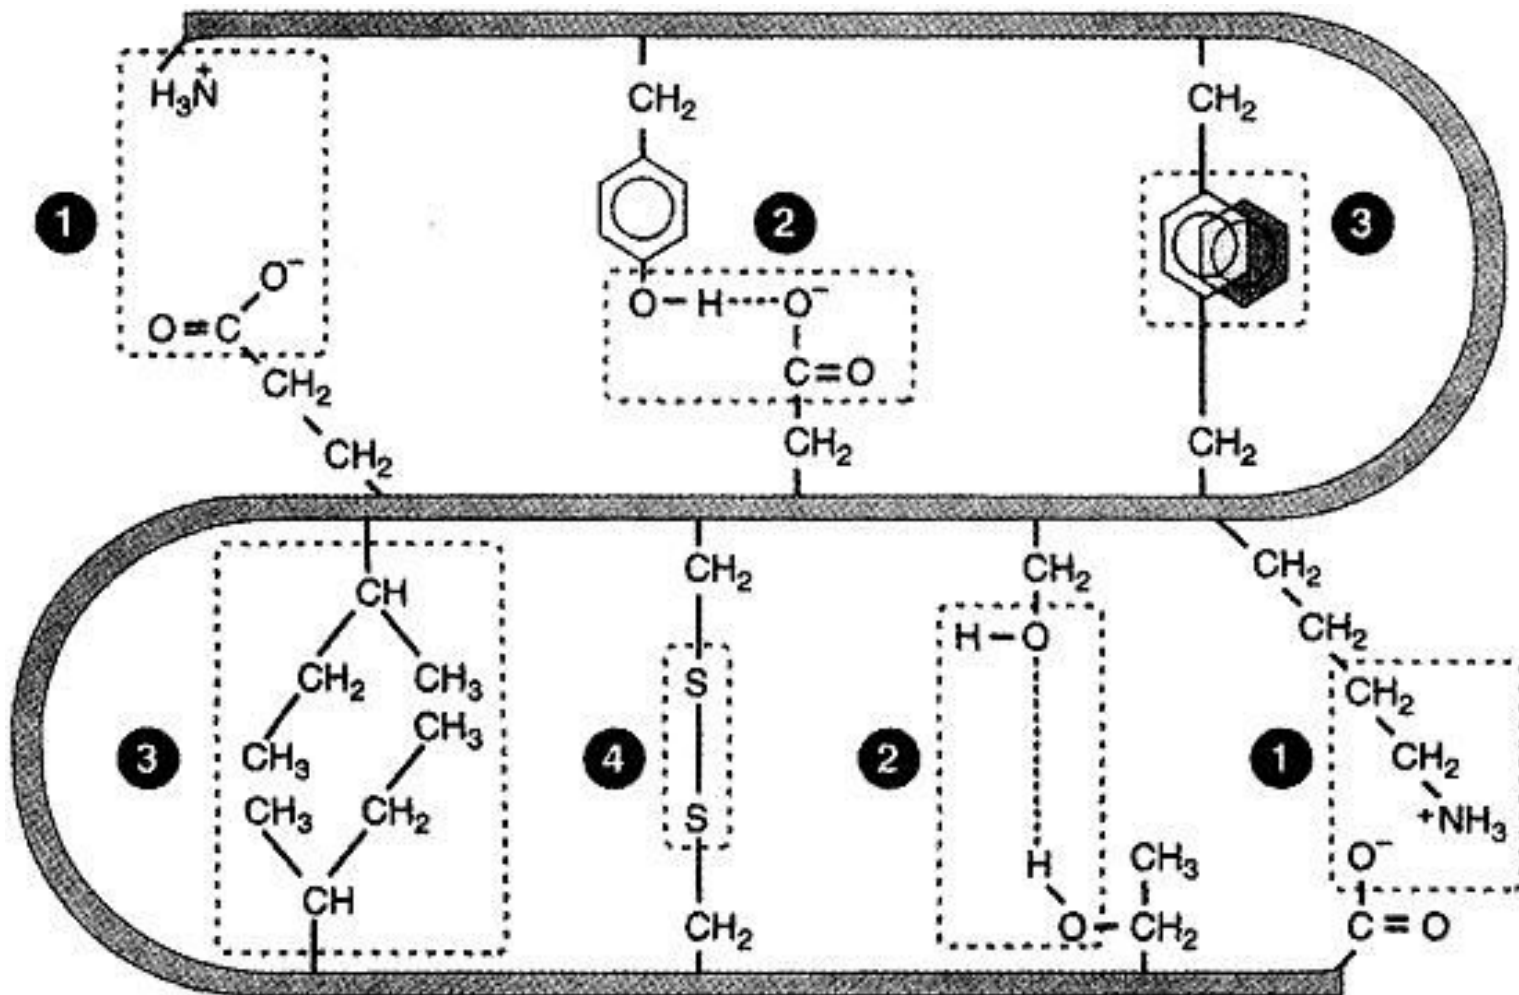 H₃N⁺
CH₂
CH₂
1
2
3
O⁻
O–H·····O⁻
O=C
C=O
CH₂
CH₂
CH₂
CH₂
CH₂
CH₂
CH₂
CH
H–O
CH₂
CH₂
CH₃
S
CH₂
CH₃
3
4
2
1
CH₃
CH₂
CH₃
CH₂
S
⁺NH₃
H
CH₃
O⁻
CH
CH₂
O–CH₂
C=O